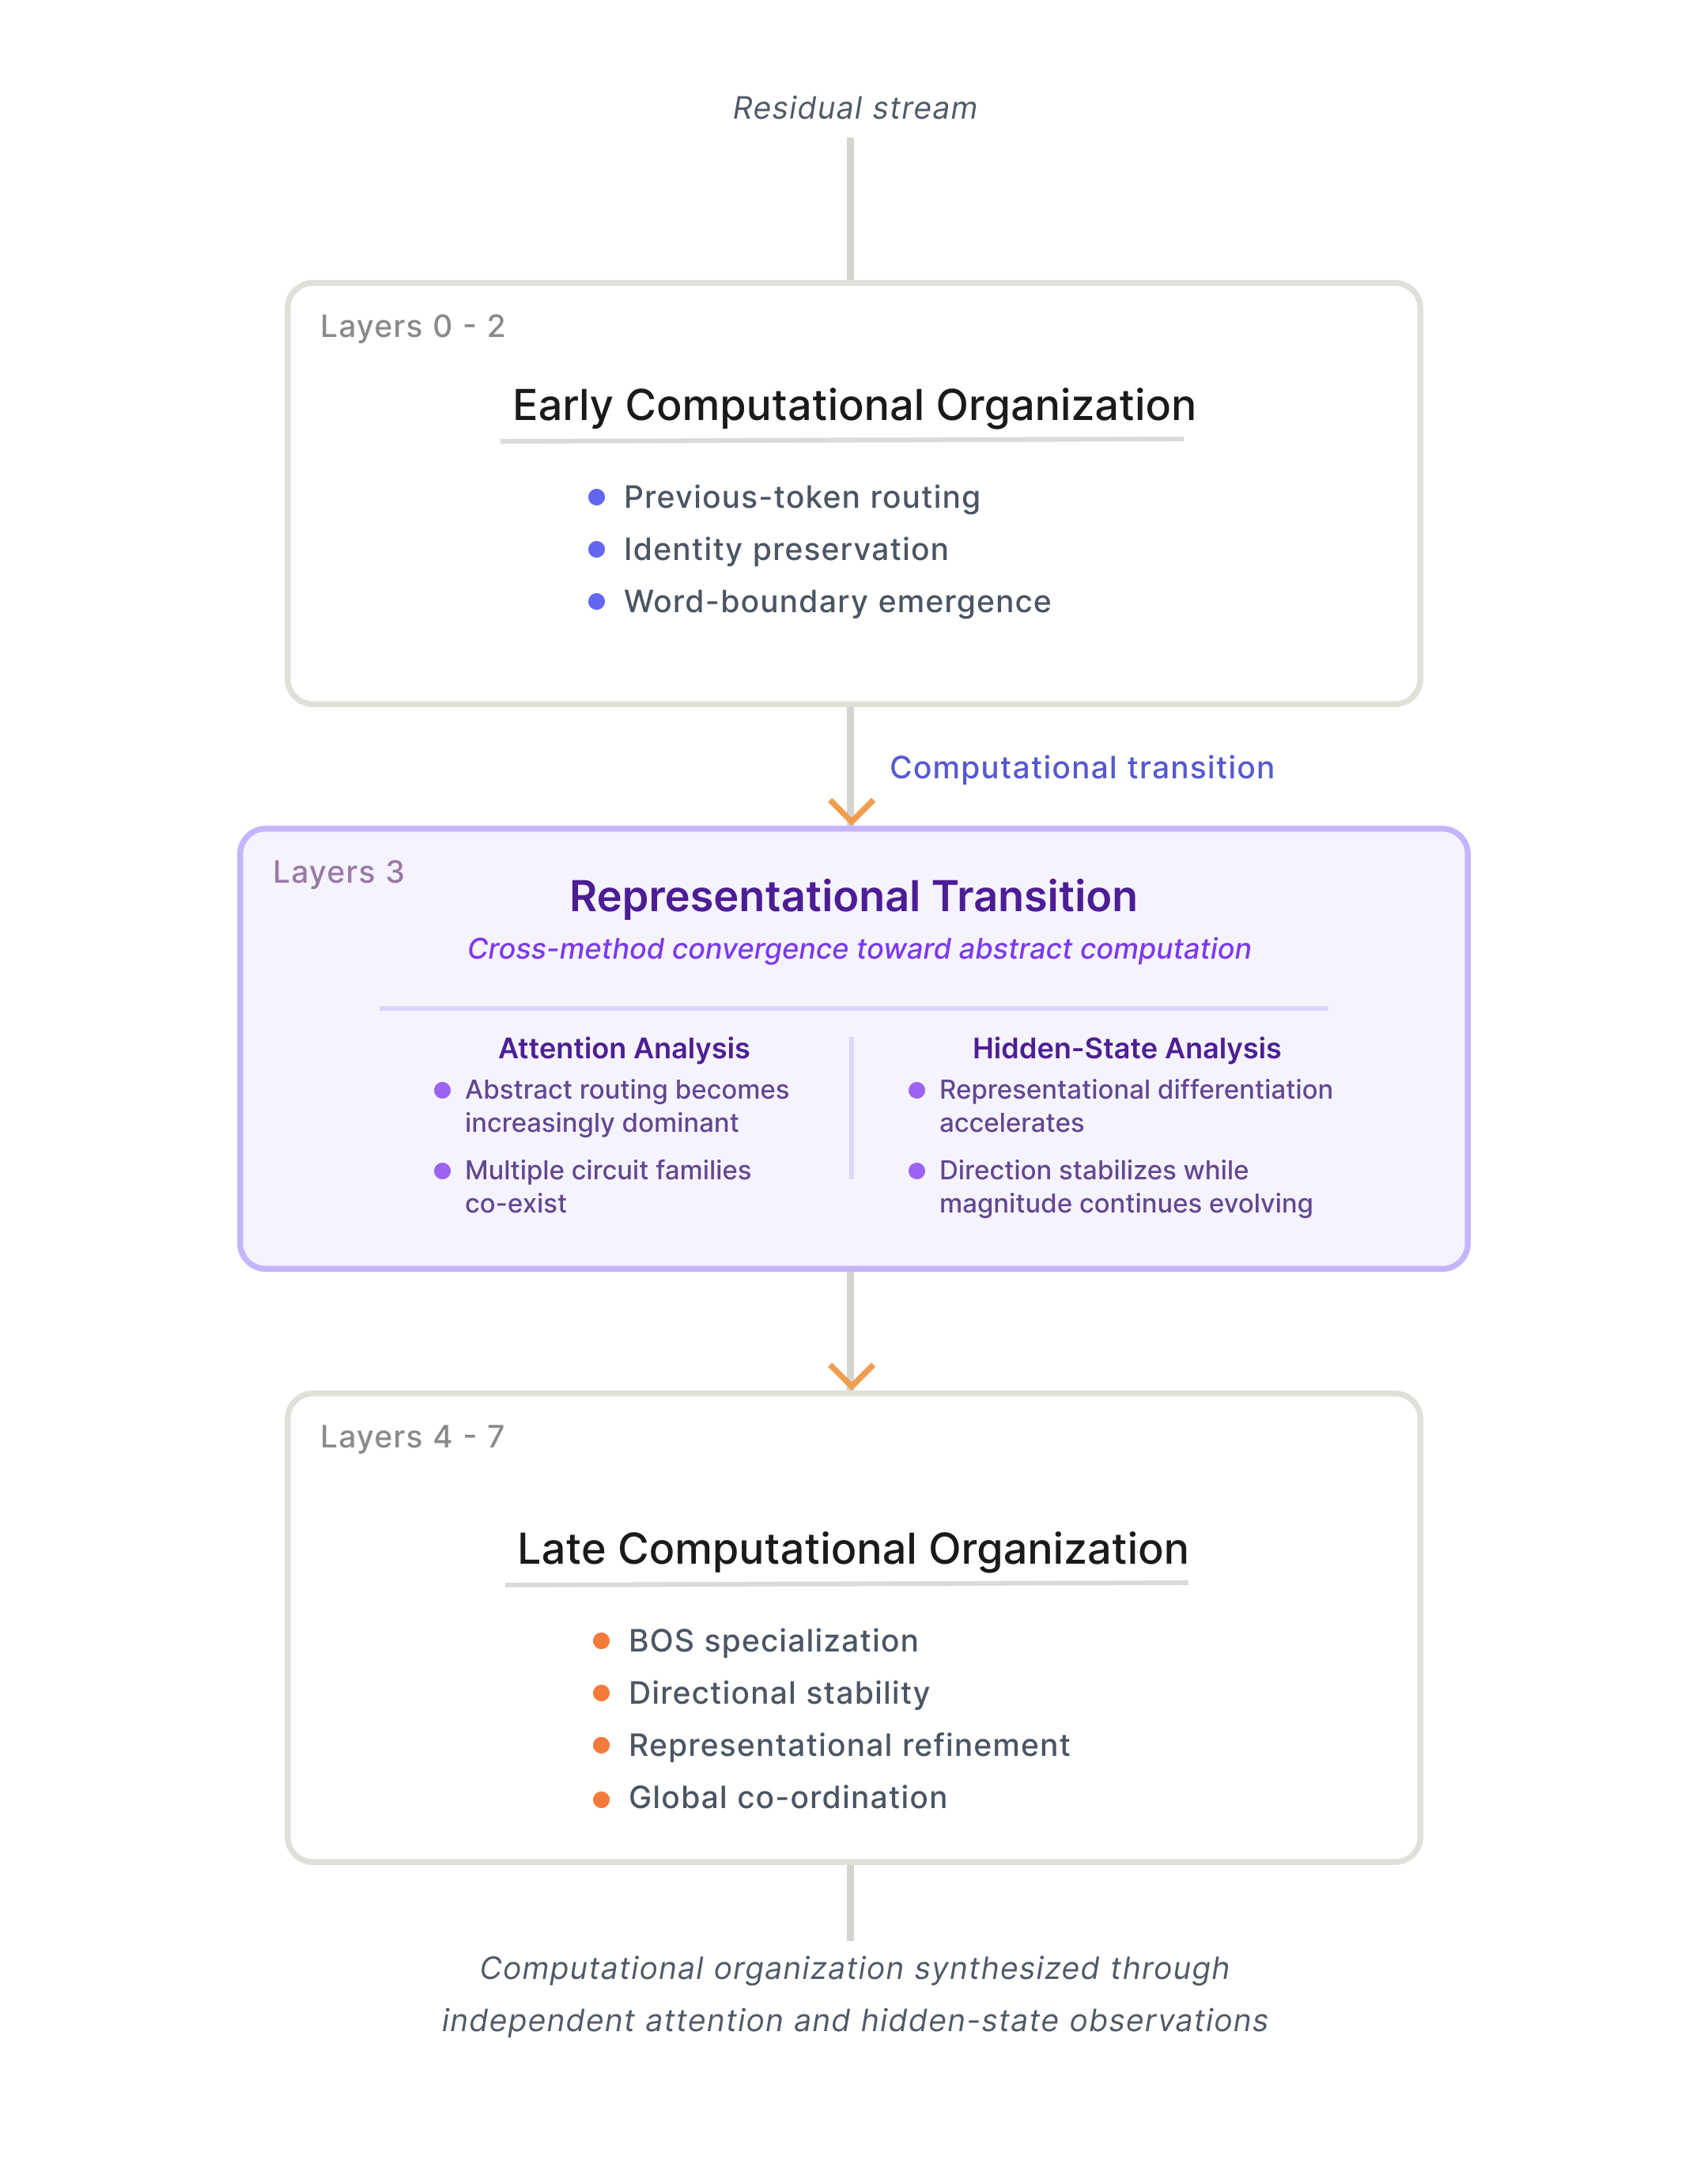 Residual stream
Layers 0 - 2
Early Computational Organization
Previous-token routing
Identity preservation
Word-boundary emergence
Computational transition
Layers 3
Representational Transition
Cross-method convergence toward abstract computation
Attention Analysis
Abstract routing becomes
increasingly dominant
Multiple circuit families
co-exist
Hidden-State Analysis
Representational differentiation
accelerates
Direction stabilizes while
magnitude continues evolving
Layers 4 - 7
Late Computational Organization
BOS specialization
Directional stability
Representational refinement
Global co-ordination
Computational organization synthesized through
independent attention and hidden-state observations